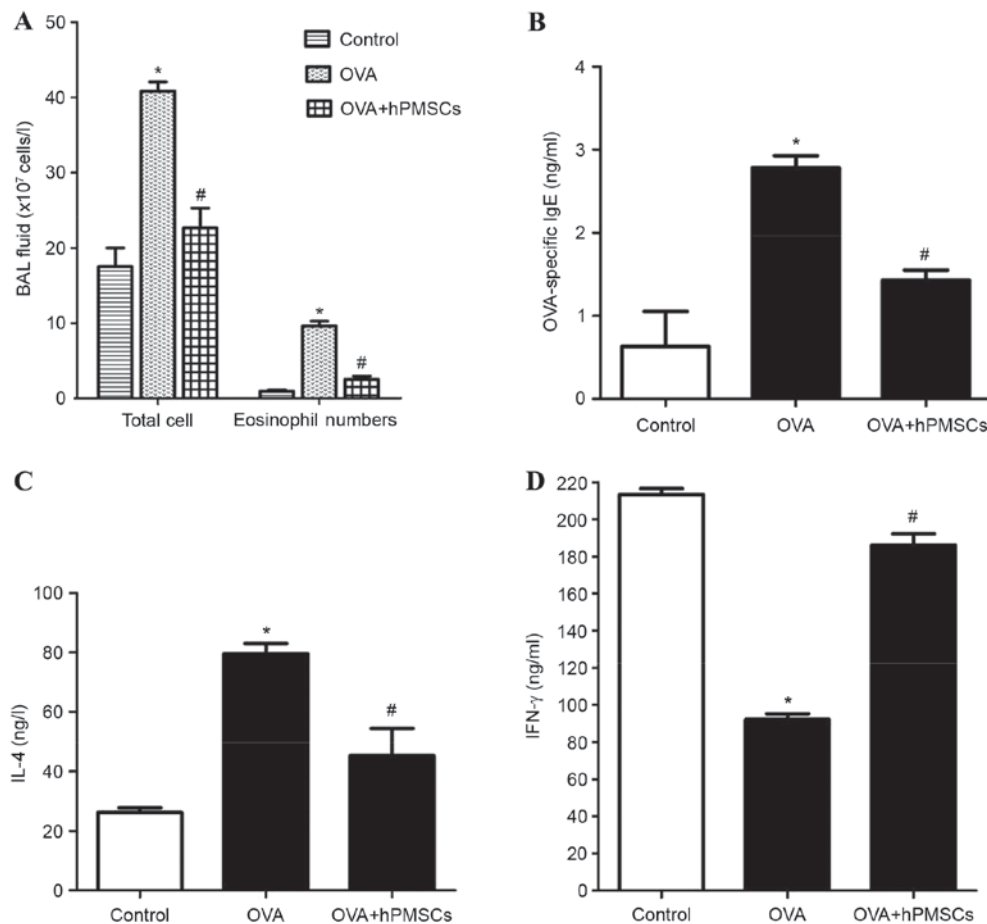 A
BAL fluid (x10⁷ cells/l)
50
40
30
20
10
0
Control
OVA
OVA+hPMSCs
*
#
*
#
Total cell
Eosinophil numbers
B
OVA-specific IgE (ng/ml)
4
3
2
1
0
*
#
Control
OVA
OVA+hPMSCs
C
IL-4 (ng/l)
100
80
60
40
20
0
*
#
Control
OVA
OVA+hPMSCs
D
IFN-γ (ng/ml)
220
200
180
160
140
120
100
80
60
40
20
0
*
#
Control
OVA
OVA+hPMSCs